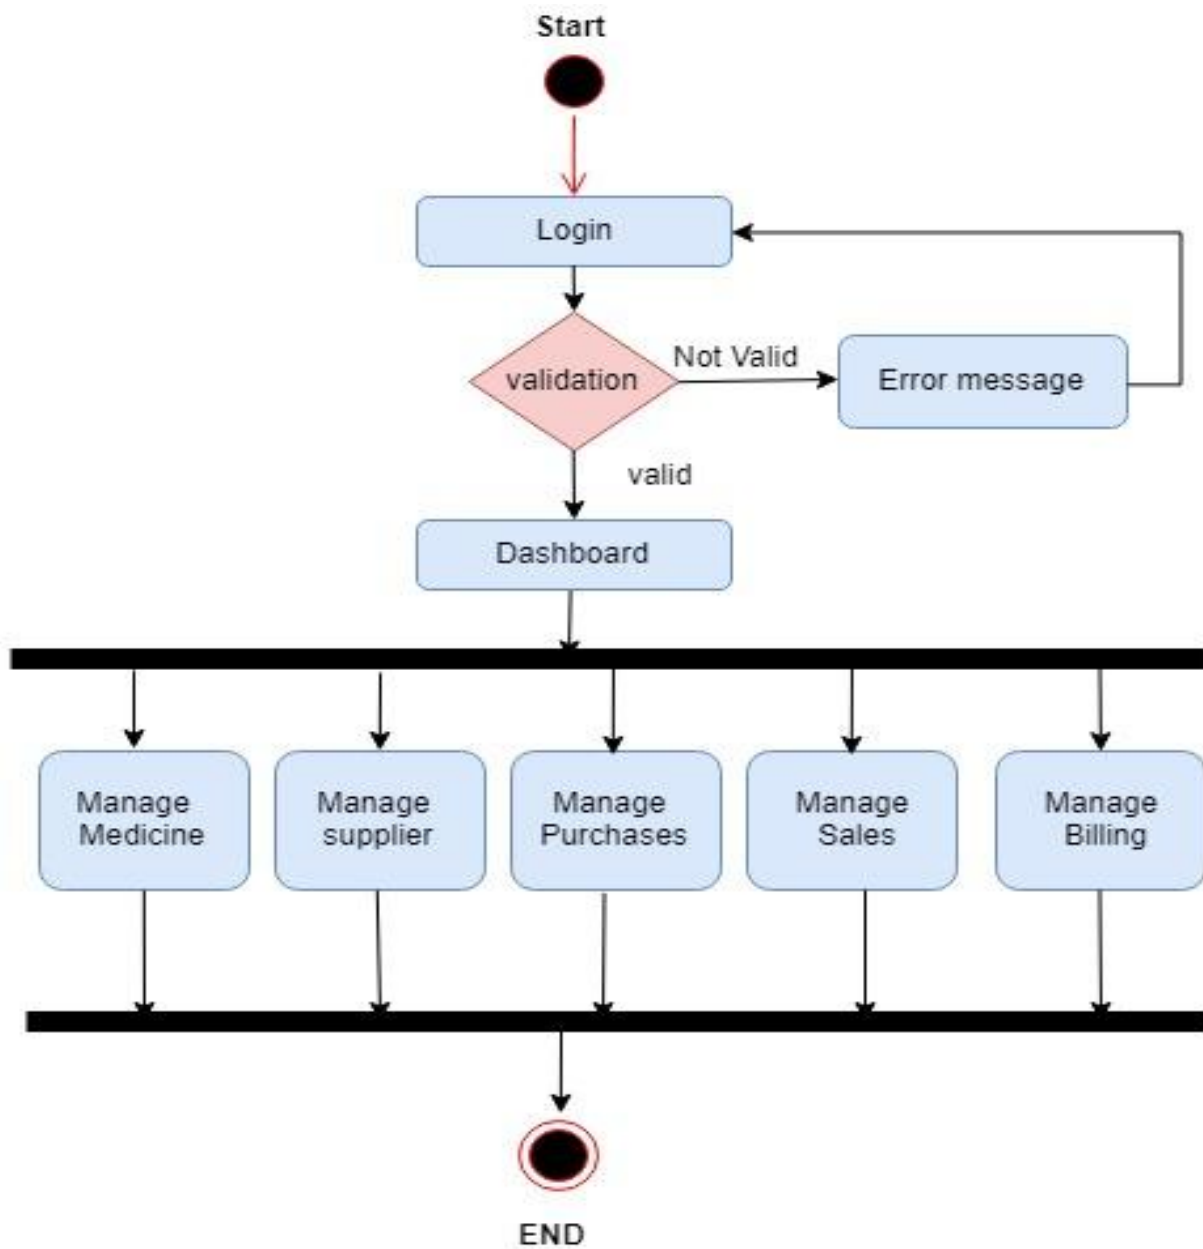 Start
Login
Not Valid
validation
Error message
valid
Dashboard
Manage
Medicine
Manage
supplier
Manage
Purchases
Manage
Sales
Manage
Billing
END